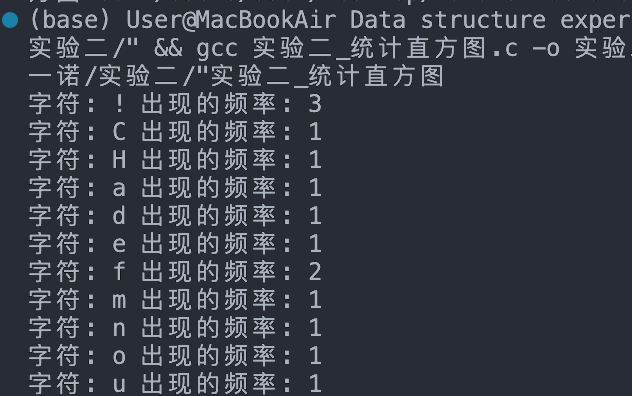 (base) User@MacBookAir Data structure exper
实验二/" && gcc 实验二_统计直方图.c -o 实验
一诺/实验二/"实验二_统计直方图
字符: ! 出现的频率: 3
字符: C 出现的频率: 1
字符: H 出现的频率: 1
字符: a 出现的频率: 1
字符: d 出现的频率: 1
字符: e 出现的频率: 1
字符: f 出现的频率: 2
字符: m 出现的频率: 1
字符: n 出现的频率: 1
字符: o 出现的频率: 1
字符: u 出现的频率: 1